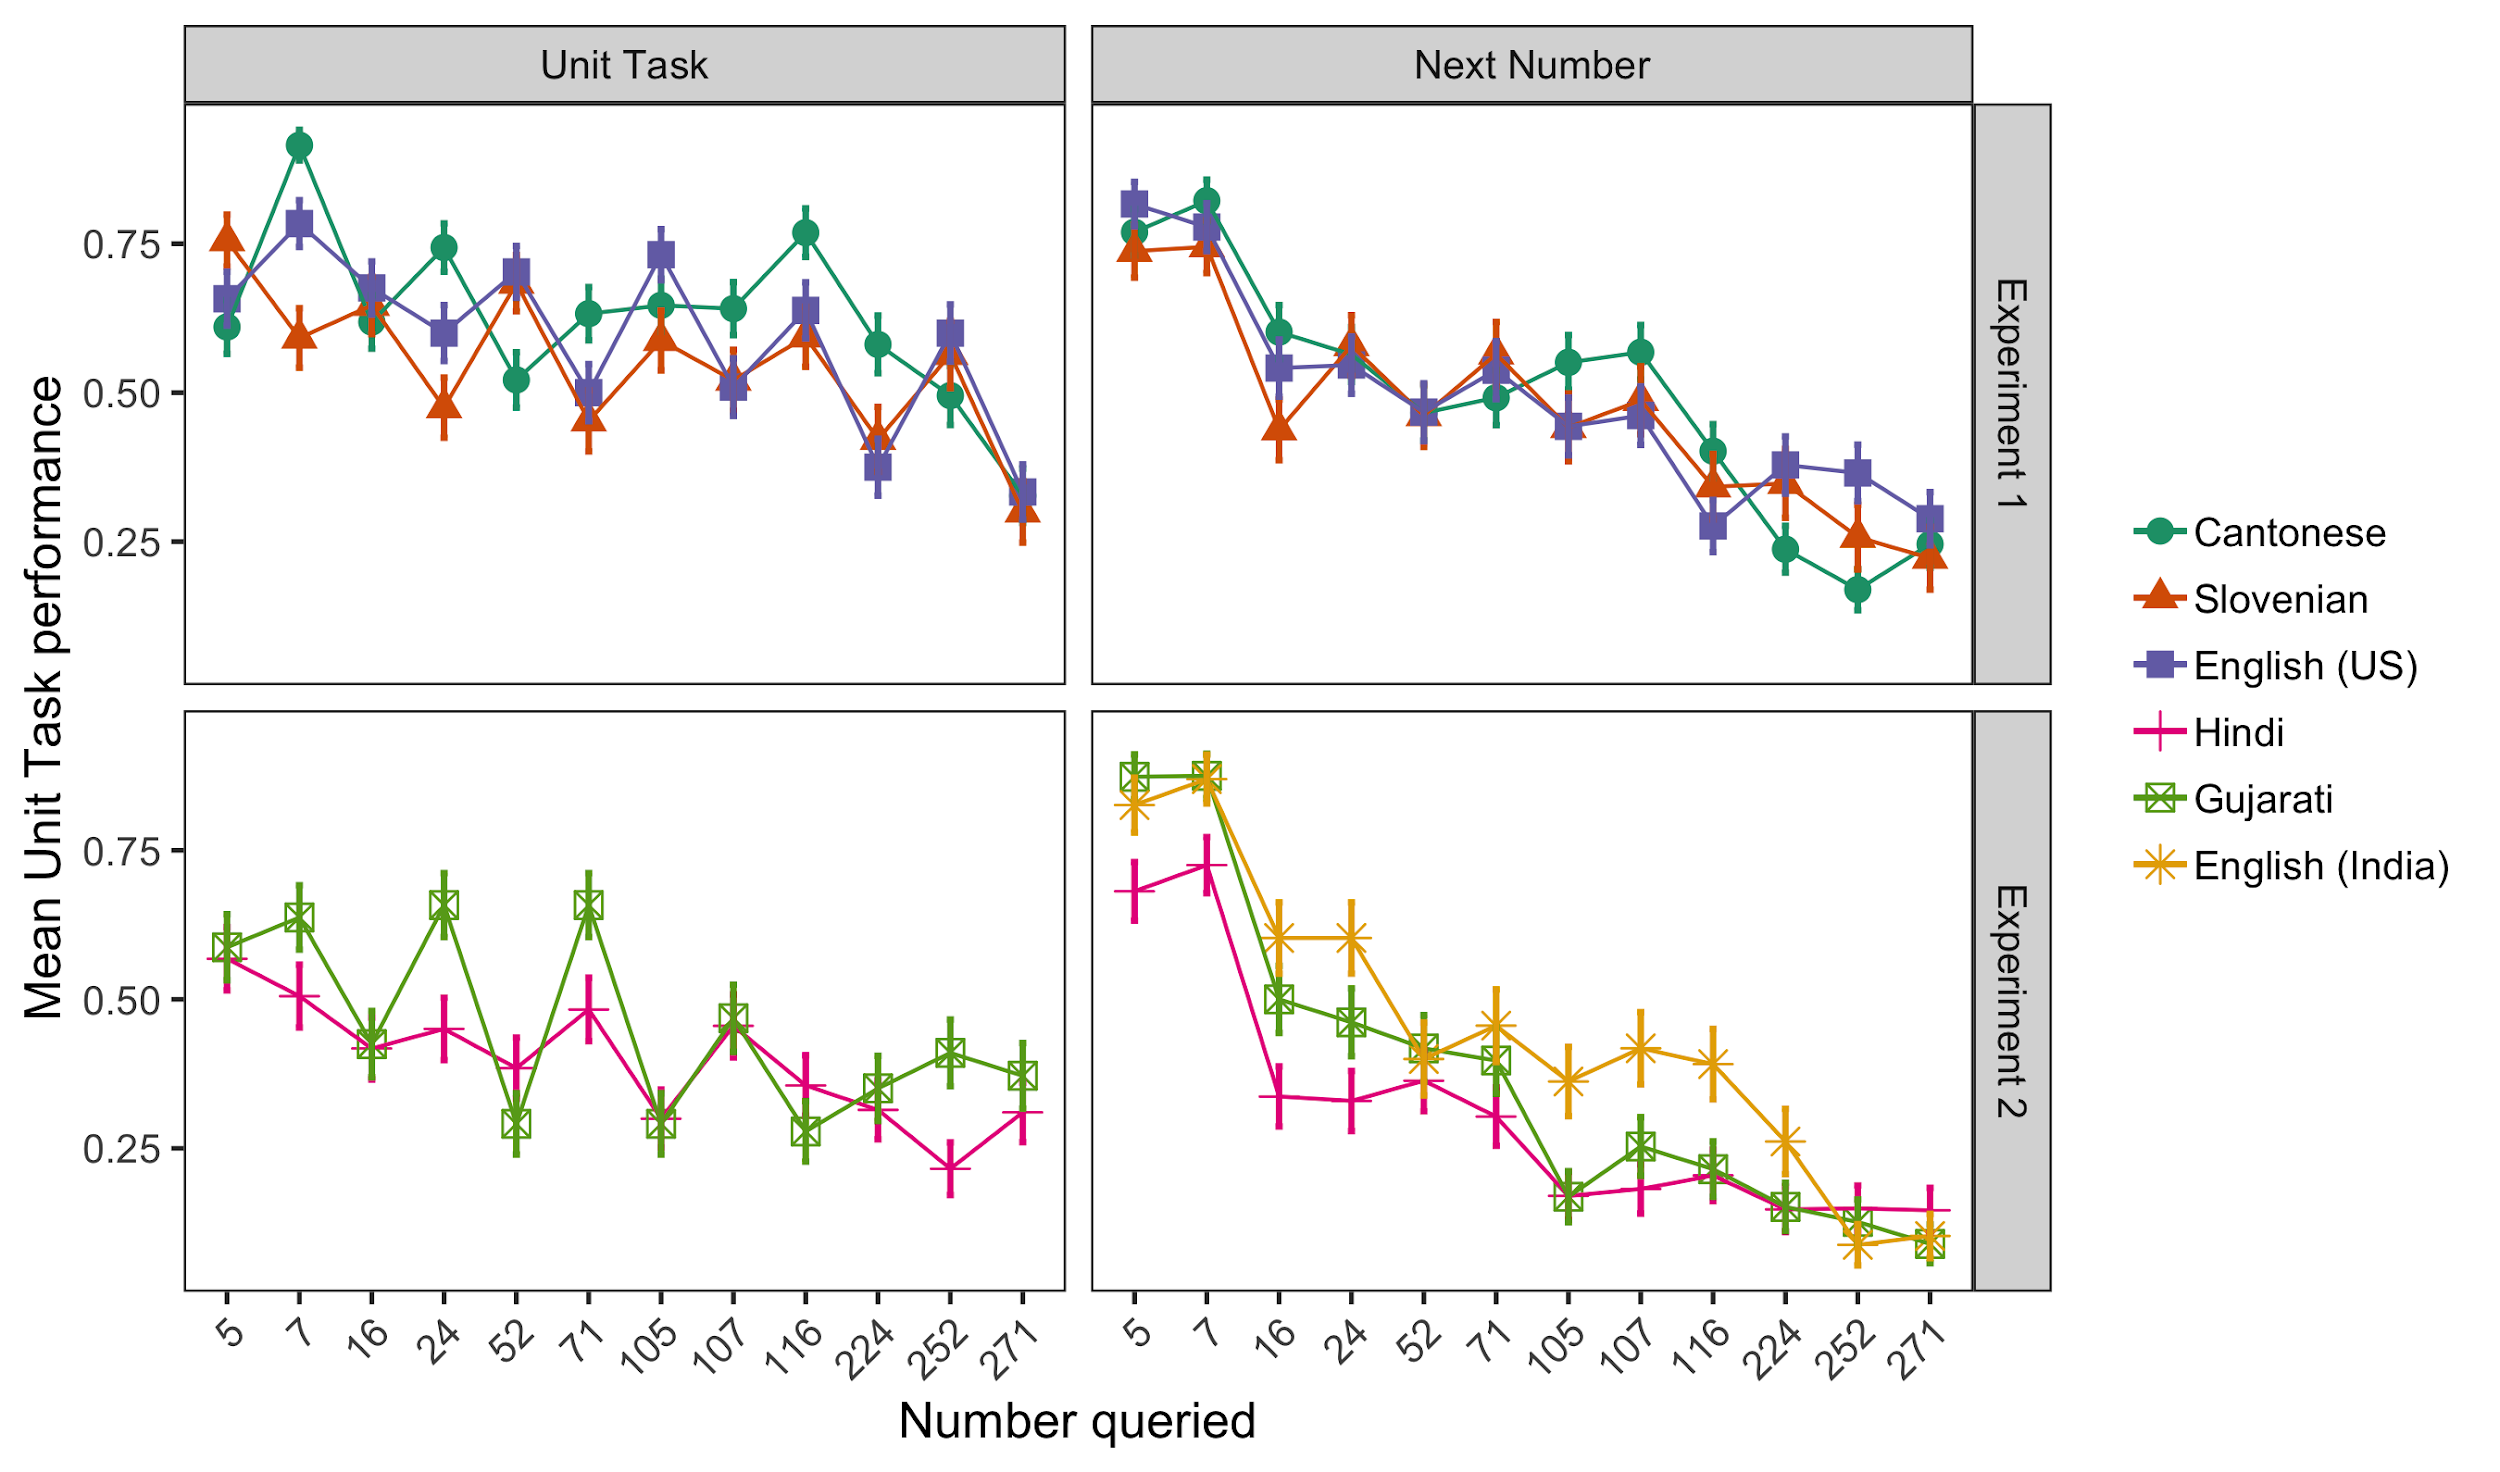 Unit Task
Next Number
Mean Unit Task performance
0.75
0.50
0.25
Experiment 1
0.75
0.50
0.25
Experiment 2
5 7 16 24 52 71 105 107 116 224 252 271
5 7 16 24 52 71 105 107 116 224 252 271
Number queried
Cantonese
Slovenian
English (US)
Hindi
Gujarati
English (India)